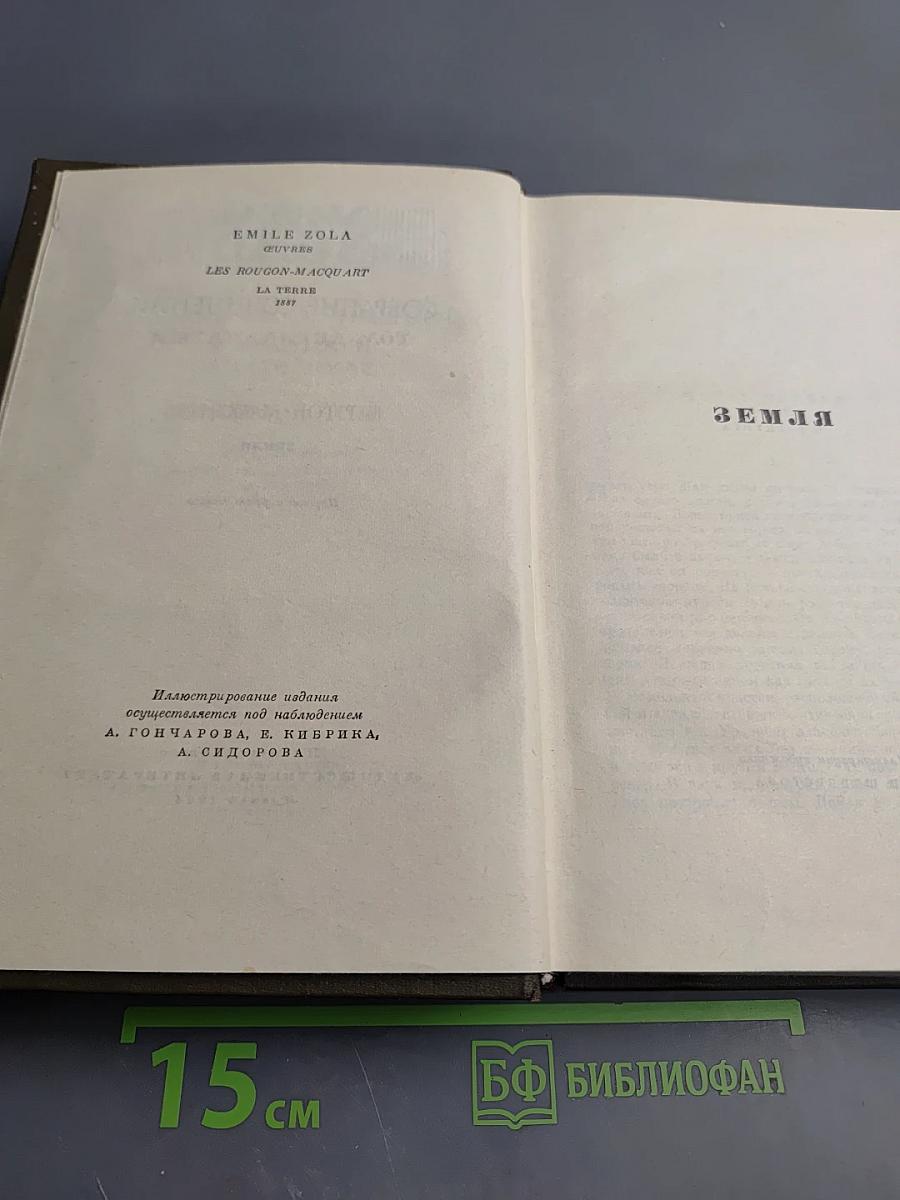 EMILE ZOLA
ŒUVRES
LES ROUGON-MACQUART
LA TERRE
1887
Иллюстрирование издания
осуществляется под наблюдением
А. ГОНЧАРОВА, Е. КИБРИКА,
А. СИДОРОВА
ЗЕМЛЯ
15 см
БФ БИБЛИОФАН